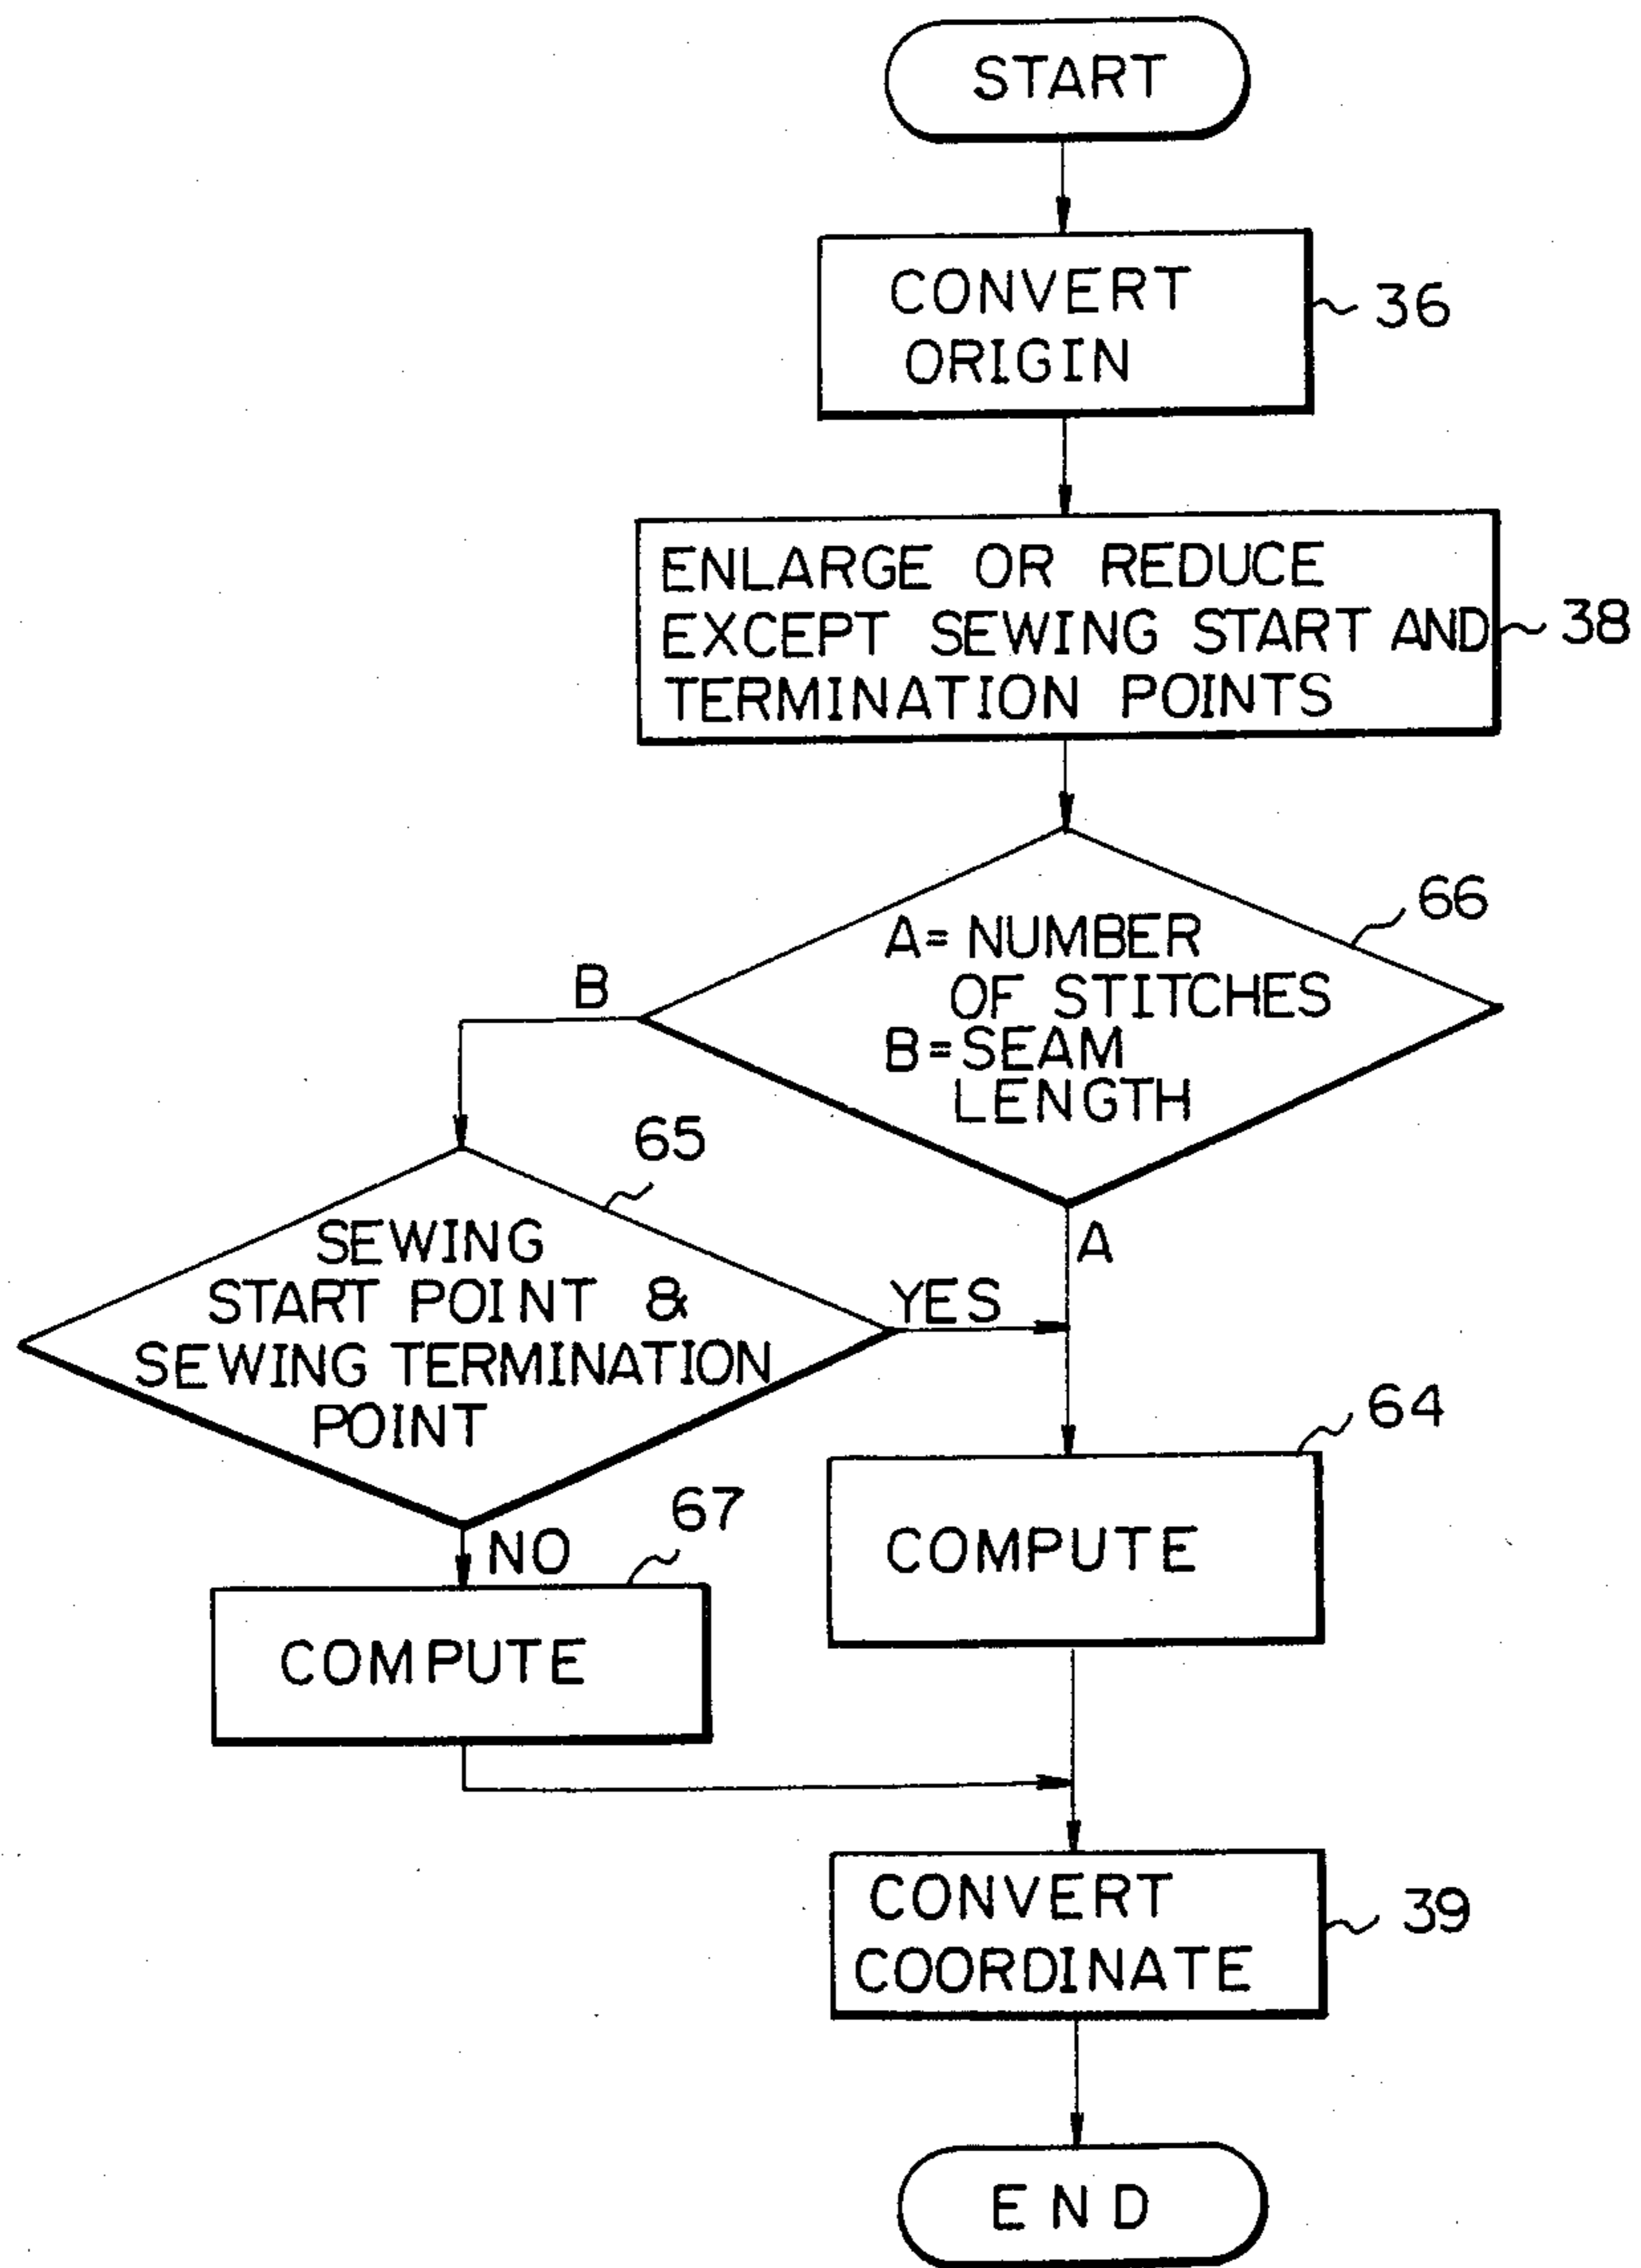 START
CONVERT
ORIGIN
36
ENLARGE OR REDUCE
EXCEPT SEWING START AND
TERMINATION POINTS
38
66
A=NUMBER
OF STITCHES
B=SEAM
LENGTH
B
A
65
SEWING
START POINT &
SEWING TERMINATION
POINT
YES
NO
64
COMPUTE
67
COMPUTE
CONVERT
COORDINATE
39
END